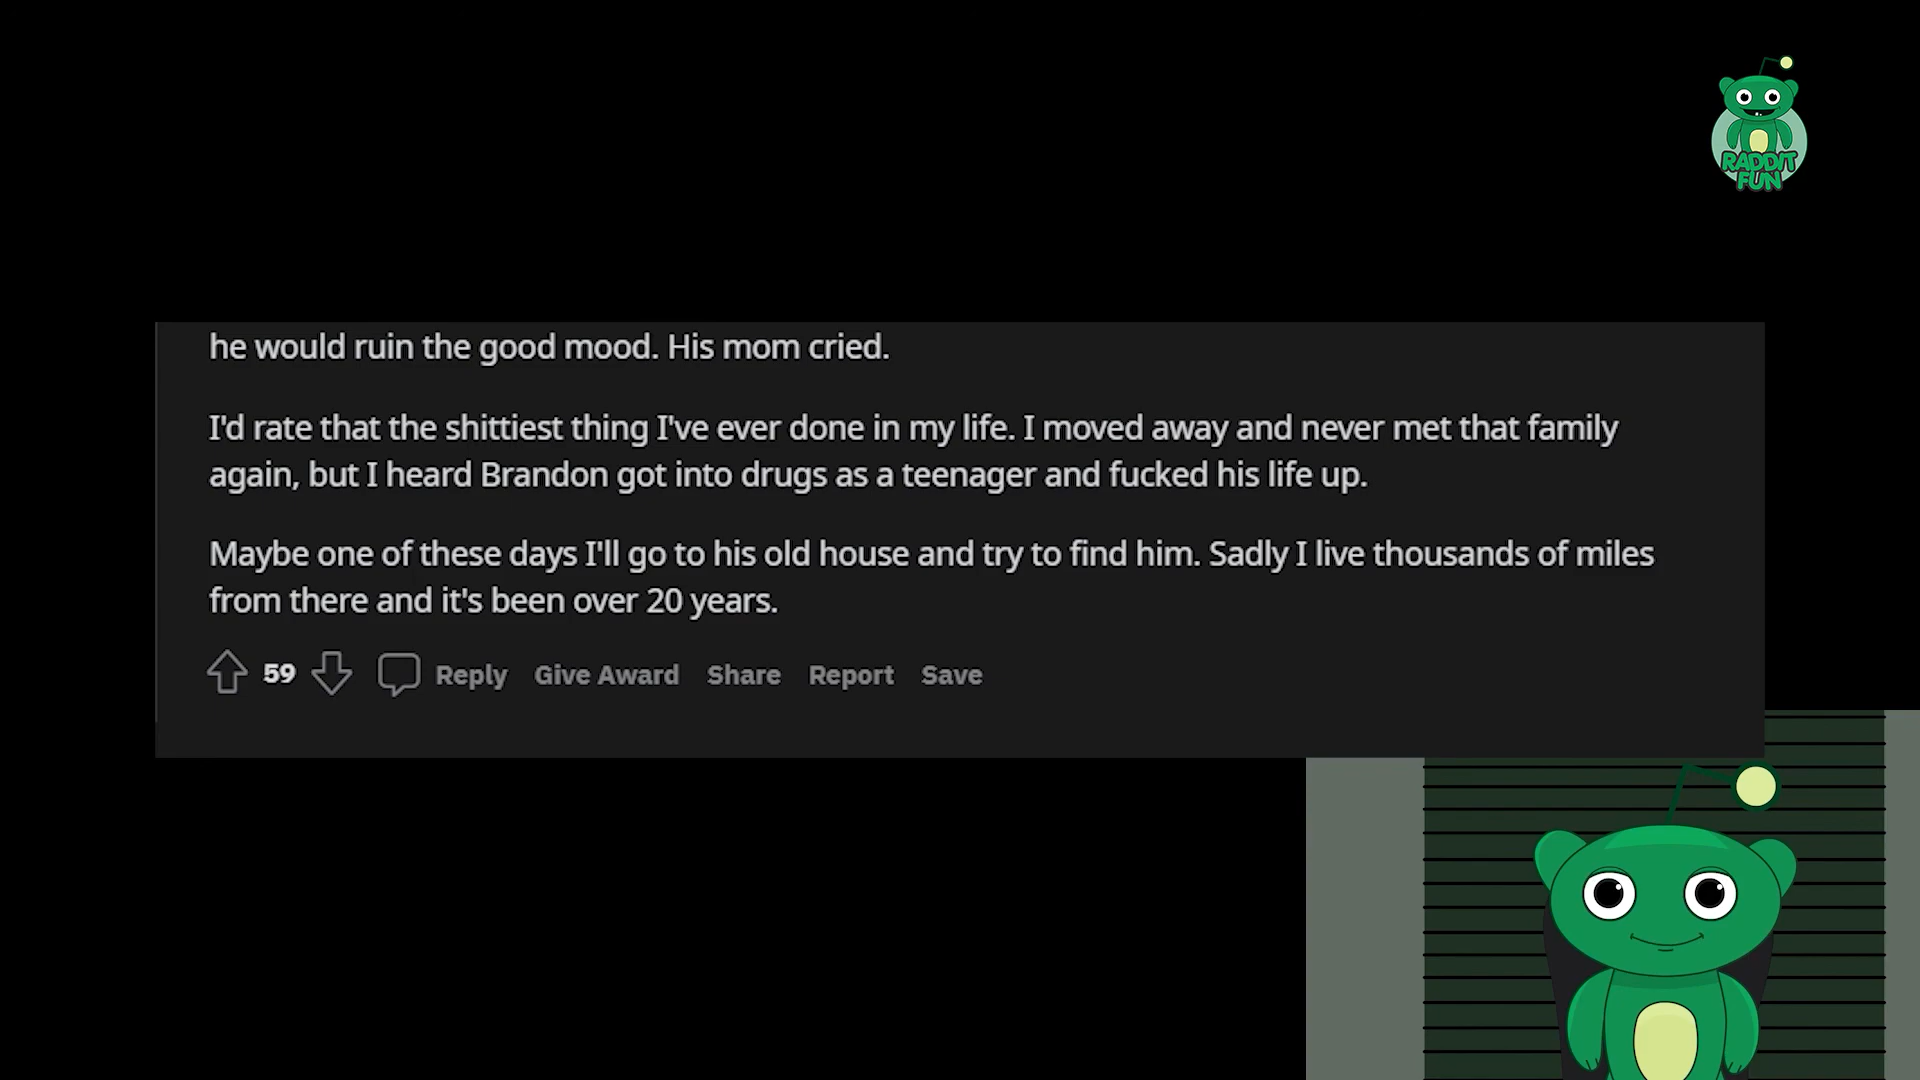 RADDIT
FUN
he would ruin the good mood. His mom cried.
I'd rate that the shittiest thing I've ever done in my life. I moved away and never met that family
again, but I heard Brandon got into drugs as a teenager and fucked his life up.
Maybe one of these days I'll go to his old house and try to find him. Sadly I live thousands of miles
from there and it's been over 20 years.
59 Reply Give Award Share Report Save